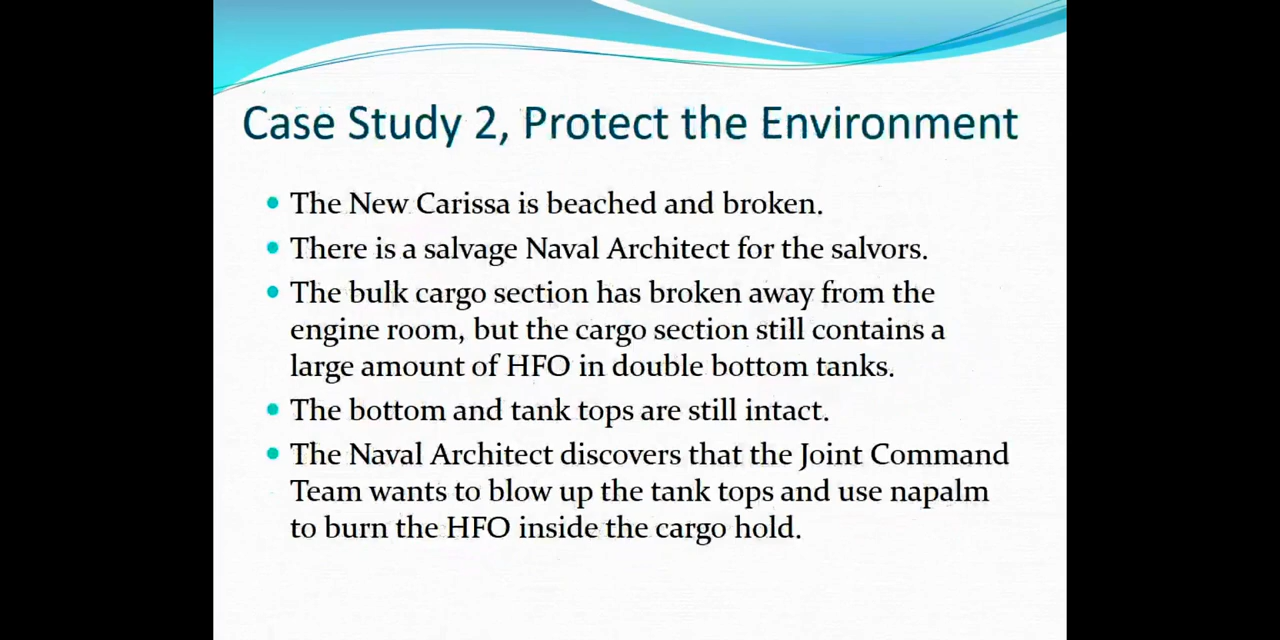 Case Study 2, Protect the Environment
The New Carissa is beached and broken.
There is a salvage Naval Architect for the salvors.
The bulk cargo section has broken away from the
engine room, but the cargo section still contains a
large amount of HFO in double bottom tanks.
The bottom and tank tops are still intact.
The Naval Architect discovers that the Joint Command
Team wants to blow up the tank tops and use napalm
to burn the HFO inside the cargo hold.